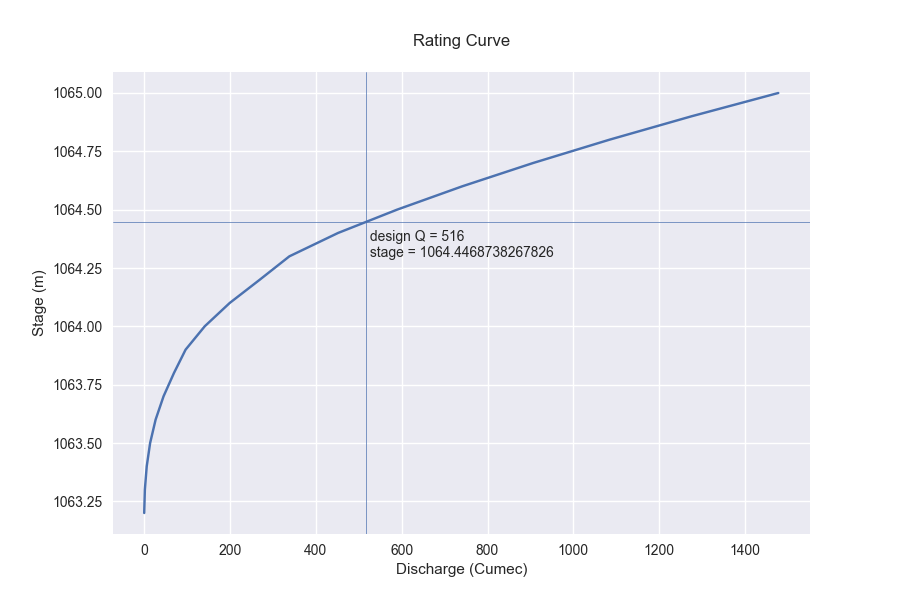 Rating Curve
1065.00
1064.75
1064.50
1064.25
1064.00
1063.75
1063.50
1063.25
Stage (m)
design Q = 516
stage = 1064.4468738267826
0 200 400 600 800 1000 1200 1400
Discharge (Cumec)